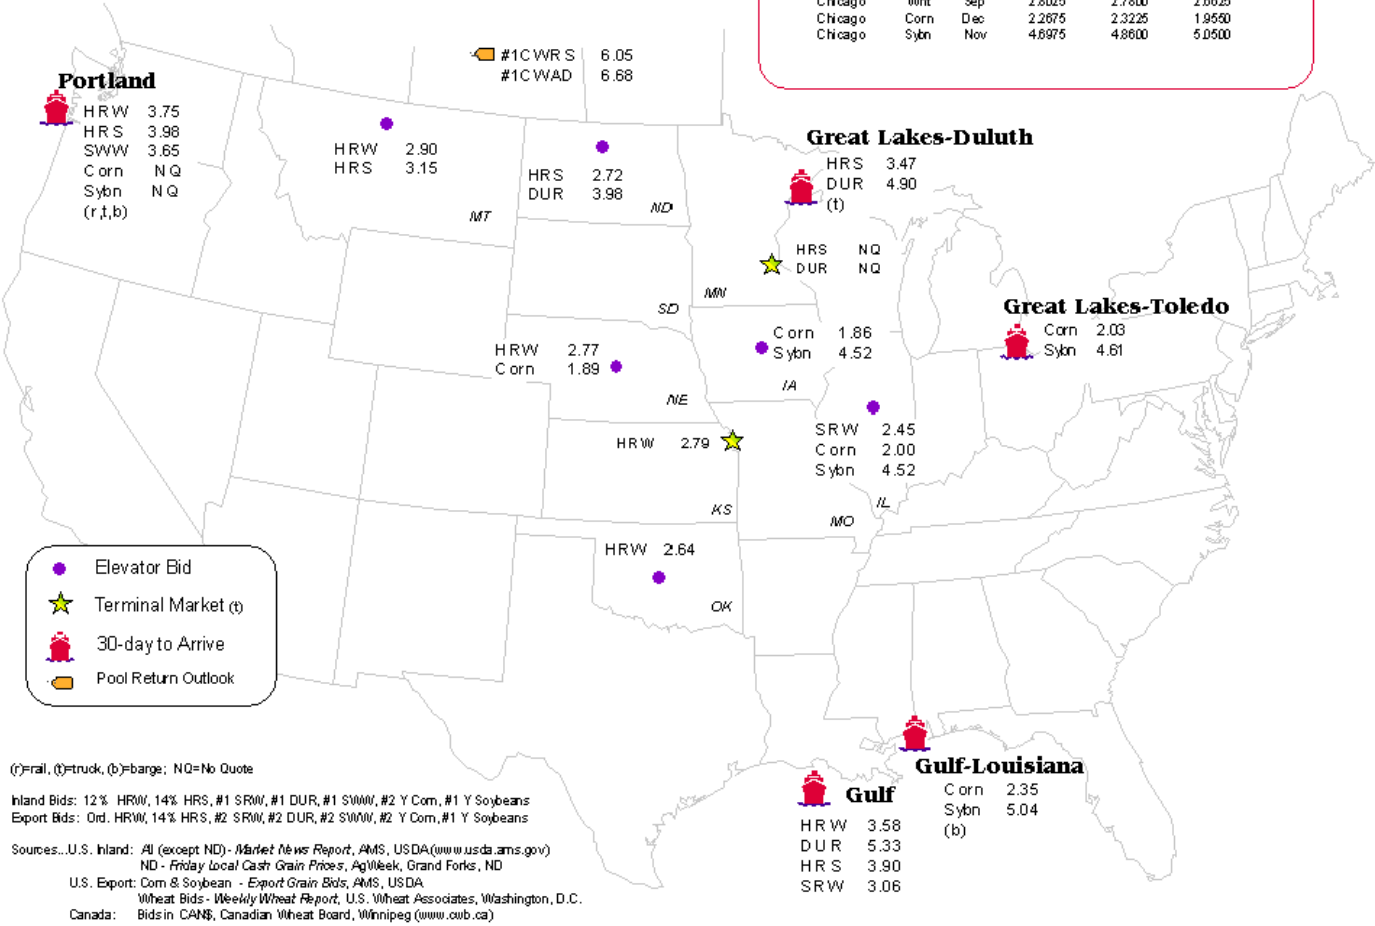 Chicago Wht Sep 2.8025 2.7800 2.6625
Chicago Corn Dec 2.2675 2.3225 1.9550
Chicago Sybn Nov 4.6975 4.8600 5.0500
#1CWRS 6.05
#1CWAD 6.68
Portland
HRW 3.75
HRS 3.98
SWW 3.65
Corn NQ
Sybn NQ
(r,t,b)
HRW 2.90
HRS 3.15
MT
HRS 2.72
DUR 3.98
ND
Great Lakes-Duluth
HRS 3.47
DUR 4.90
(t)
HRS NQ
DUR NQ
MN
SD
Great Lakes-Toledo
Corn 2.03
Sybn 4.61
Corn 1.86
Sybn 4.52
IA
HRW 2.77
Corn 1.89
NE
SRW 2.45
Corn 2.00
Sybn 4.52
IL
HRW 2.79
KS
MO
HRW 2.64
OK
Elevator Bid
Terminal Market (t)
30-day to Arrive
Pool Return Outlook
Gulf-Louisiana
Corn 2.35
Sybn 5.04
(b)
Gulf
HRW 3.58
DUR 5.33
HRS 3.90
SRW 3.06
(r)=rail, (t)=truck, (b)=barge; NQ=No Quote
Inland Bids: 12% HRW, 14% HRS, #1 SRW, #1 DUR, #1 SWW, #2 Y Corn, #1 Y Soybeans
Export Bids: Ord. HRW, 14% HRS, #2 SRW, #2 DUR, #2 SWW, #2 Y Corn, #1 Y Soybeans
Sources...U.S. Inland: All (except ND) - Market News Report, AMS, USDA (www.usda.ams.gov)
ND - Friday Local Cash Grain Prices, AgWeek, Grand Forks, ND
U.S. Export: Corn & Soybean - Export Grain Bids, AMS, USDA
Wheat Bids - Weekly Wheat Report, U.S. Wheat Associates, Washington, D.C.
Canada: Bids in CAN$, Canadian Wheat Board, Winnipeg (www.cwb.ca)